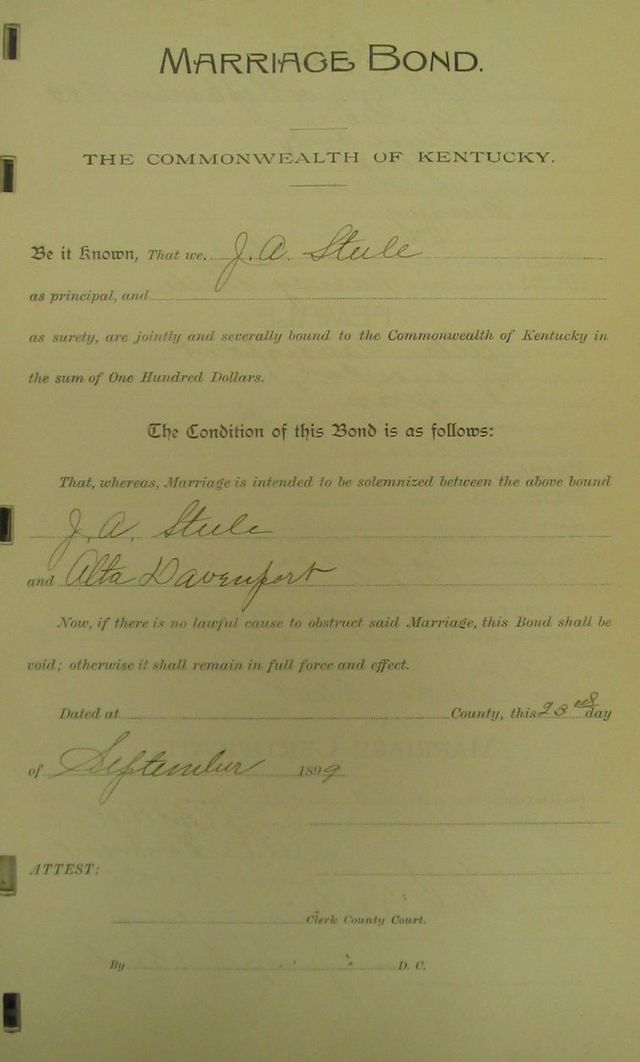 MARRIAGE BOND.
THE COMMONWEALTH OF KENTUCKY.
Be it Known, That we, J. A. Steele
as principal, and
as surety, are jointly and severally bound to the Commonwealth of Kentucky in
the sum of One Hundred Dollars.
The Condition of this Bond is as follows:
That, whereas, Marriage is intended to be solemnized between the above bound
J. A. Steele
and Alta Davenport
Now, if there is no lawful cause to obstruct said Marriage, this Bond shall be
void; otherwise it shall remain in full force and effect.
Dated at County, this 23rd day
of September 1899
ATTEST:
Clerk County Court.
By D. C.